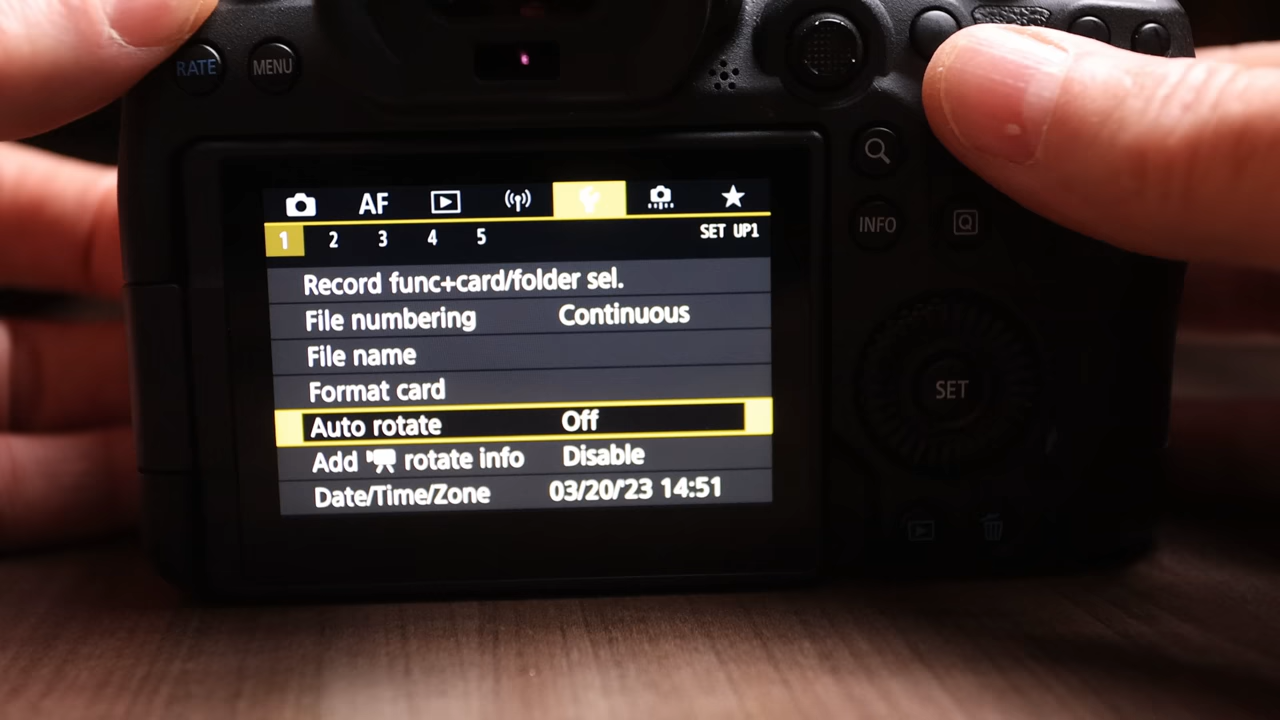 RATE MENU
AF
1 2 3 4 5 SET UP1
Record func+card/folder sel.
File numbering Continuous
File name
Format card
Auto rotate Off
Add rotate info Disable
Date/Time/Zone 03/20/'23 14:51
INFO Q
SET